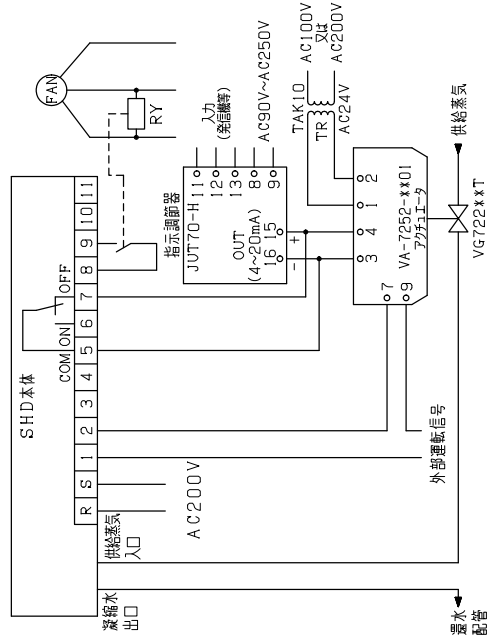 SHD本体
COM ON OFF
R S 1 2 3 4 5 6 7 8 9 10 11
凝縮水
出口
供給蒸気
入口
AC200V
FAN
RY
指示調節器
JUT70-H
11
12
13
8
9
OUT
(4~20mA)
16 15
- +
入力
(発信機等)
AC90V~AC250V
TAK10
TR
AC24V
AC100V
又は
AC200V
3 4 1 2
VA-7252-**01
アクチュエータ
7
9
外部運転信号
供給蒸気
VG722**T
還水
配管